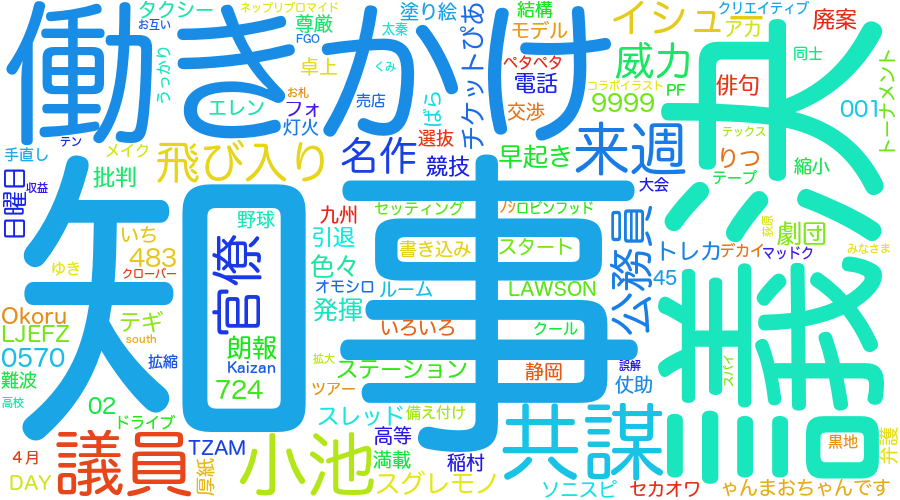 ネップリブロマイド
あ
タクシー
お互い
尊厳
FGO
太秦
塗り絵
結構
クリエイティブ
イシュー
アカ
廃案
働きかけ
チケットぴ
モデル
うっかり
卓上
くみ
ペタペタ
威力
同士
エレン
お札
フォ
売店
ばら
電話
コラボイラスト
PF
俳句
決議
灯火
交渉
9999
001
トーナメント
テン
選抜
テックス
手直し
メイク
飛び入り
名作
競技
早起き
来週
りつ
縮小
収益
批判
テープ
日曜日
知事
九州
セッティング
ノシ
ロビンフッド
大会
荻原
劇団
野球
いち
引退
書き込み
スタート
公務員
トレカ
デカイ
マッドク
みなさま
483
官僚
色々
ゆき
クローバー
オモシロ
ルーム
LAWSON
45
Okoru
発揮
テギ
いろいろ
クール
LJEFZ
south
朗報
0570
拡縮
Kaizan
拡大
ステーション
静岡
誤解
スパイ
難波
724
ツアー
仗助
高校
02
ドライブ
スレッド
備え付け
共謀
議員
TZAM
小池
高等
黒地
弁護
4月
厚紙
満載
稲村
DAY
スグレモノ
ソニスピ
セカオワ
ゃんまおちゃんです